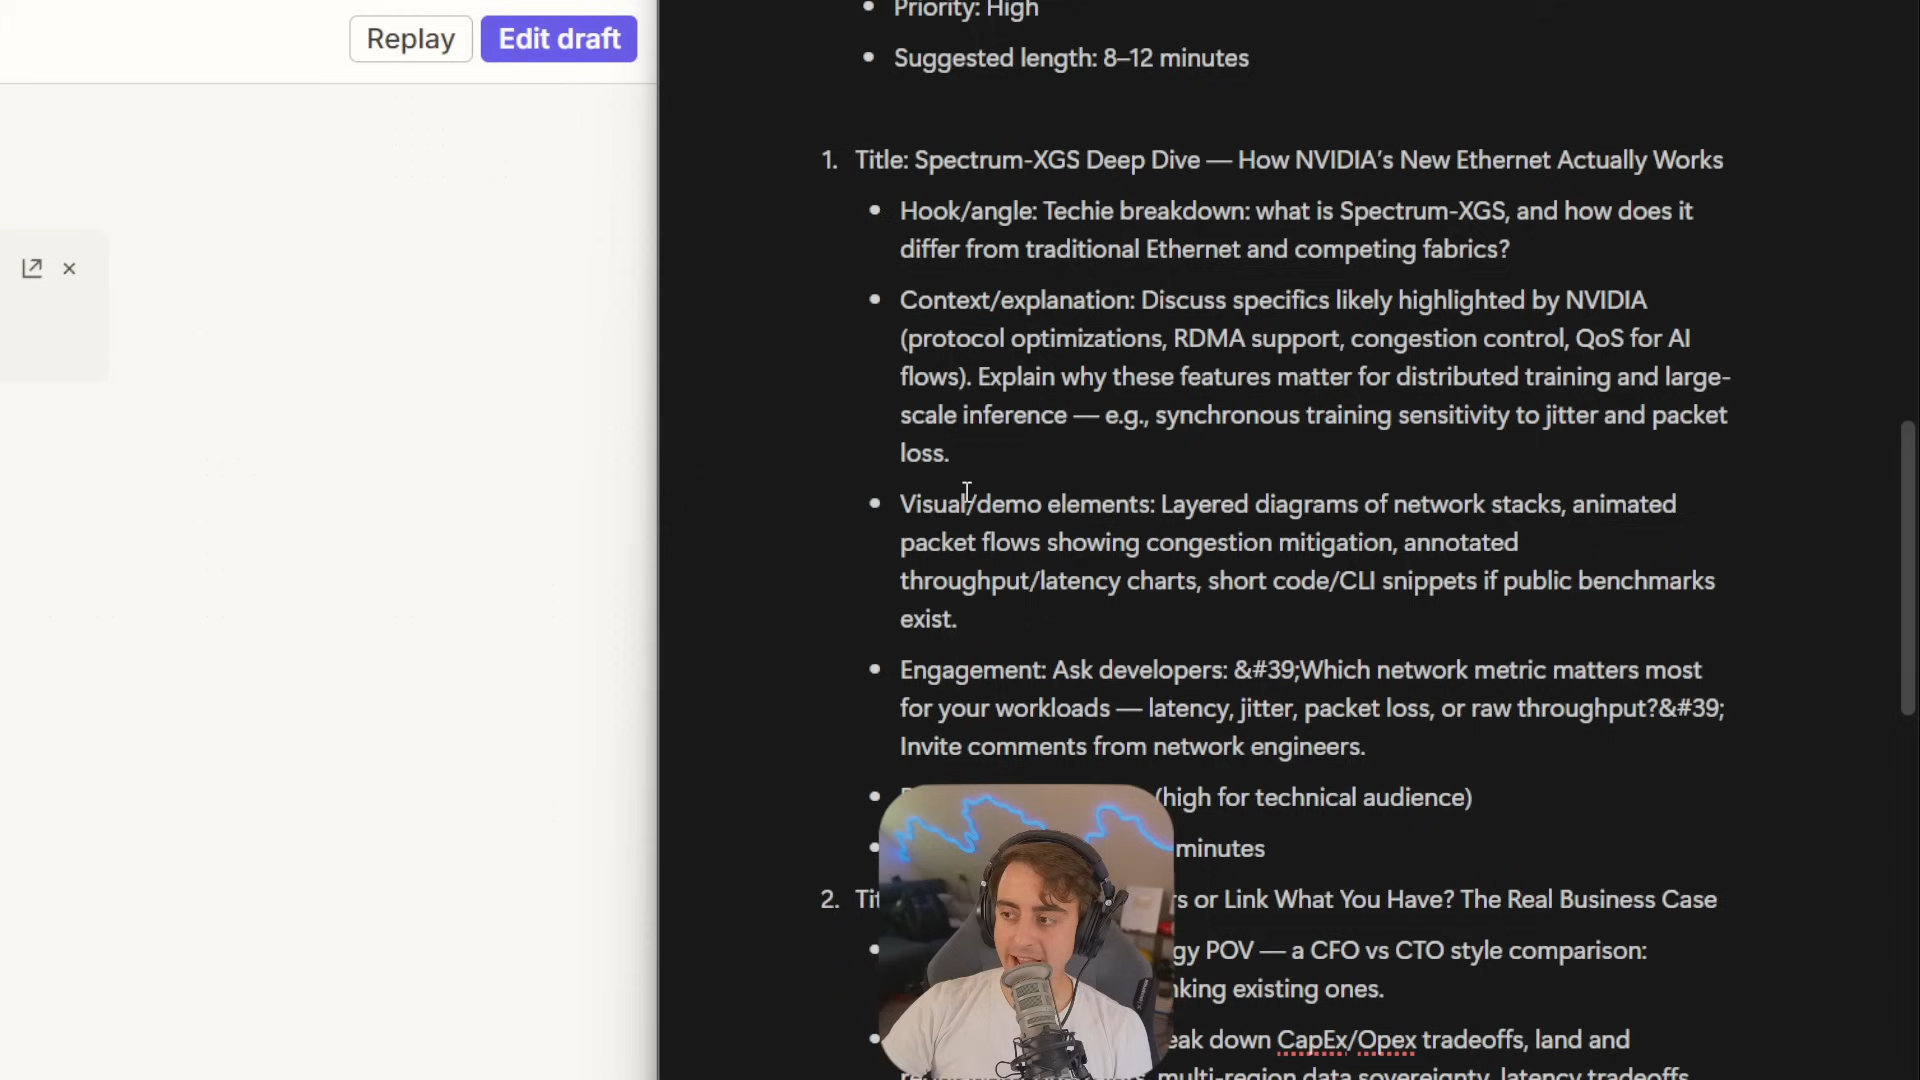 Replay
Edit draft
Priority: High
Suggested length: 8–12 minutes
1. Title: Spectrum-XGS Deep Dive — How NVIDIA’s New Ethernet Actually Works
Hook/angle: Techie breakdown: what is Spectrum-XGS, and how does it
differ from traditional Ethernet and competing fabrics?
Context/explanation: Discuss specifics likely highlighted by NVIDIA
(protocol optimizations, RDMA support, congestion control, QoS for AI
flows). Explain why these features matter for distributed training and large-
scale inference — e.g., synchronous training sensitivity to jitter and packet
loss.
Visual/demo elements: Layered diagrams of network stacks, animated
packet flows showing congestion mitigation, annotated
throughput/latency charts, short code/CLI snippets if public benchmarks
exist.
Engagement: Ask developers: &#39;Which network metric matters most
for your workloads — latency, jitter, packet loss, or raw throughput?&#39;
Invite comments from network engineers.
(high for technical audience)
minutes
2. or Link What You Have? The Real Business Case
POV — a CFO vs CTO style comparison:
existing ones.
down CapEx/Opex tradeoffs, land and
multi-region data sovereignty, latency tradeoffs